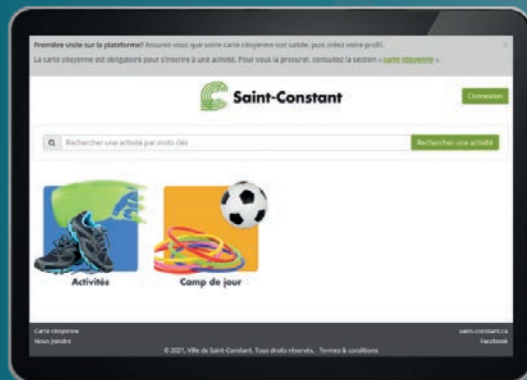 Première visite sur la plateforme? Assurez vous que votre carte citoyenne soit valide, puis créez votre profil.
x
La carte citoyenne est obligatoire pour s'inscrire à une activité. Pour vous la procurer, consultez la section « carte citoyenne ».
Saint-Constant
Connexion
Rechercher une activité par mots clés
Rechercher une activité
Activités
Camp de jour
Carte citoyenne
saint-constant.ca
Nous joindre
Facebook
© 2021, Ville de Saint-Constant. Tous droits réservés. Termes & conditions